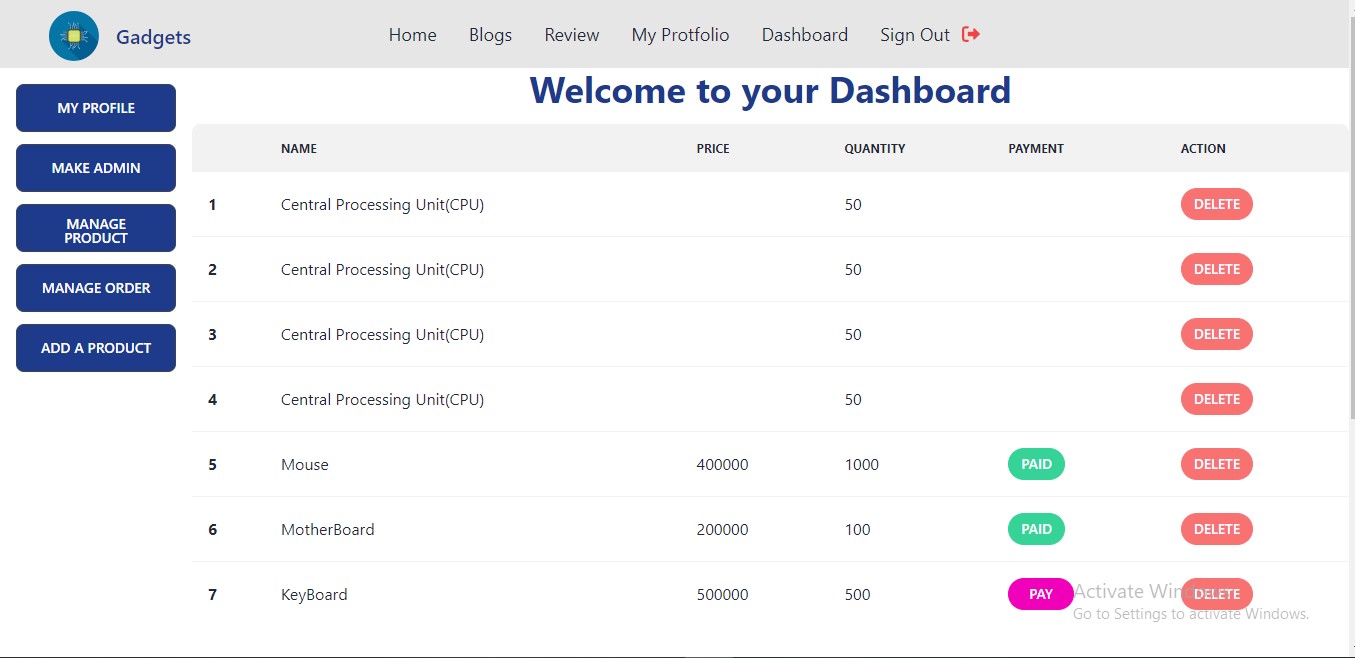 Gadgets Home Blogs Review My Protfolio Dashboard Sign Out
Welcome to your Dashboard
MY PROFILE
MAKE ADMIN
MANAGE
PRODUCT
MANAGE ORDER
ADD A PRODUCT
NAME PRICE QUANTITY PAYMENT ACTION
1 Central Processing Unit(CPU) 50 DELETE
2 Central Processing Unit(CPU) 50 DELETE
3 Central Processing Unit(CPU) 50 DELETE
4 Central Processing Unit(CPU) 50 DELETE
5 Mouse 400000 1000 PAID DELETE
6 MotherBoard 200000 100 PAID DELETE
7 KeyBoard 500000 500 PAY DELETE
Activate Windows
Go to Settings to activate Windows.